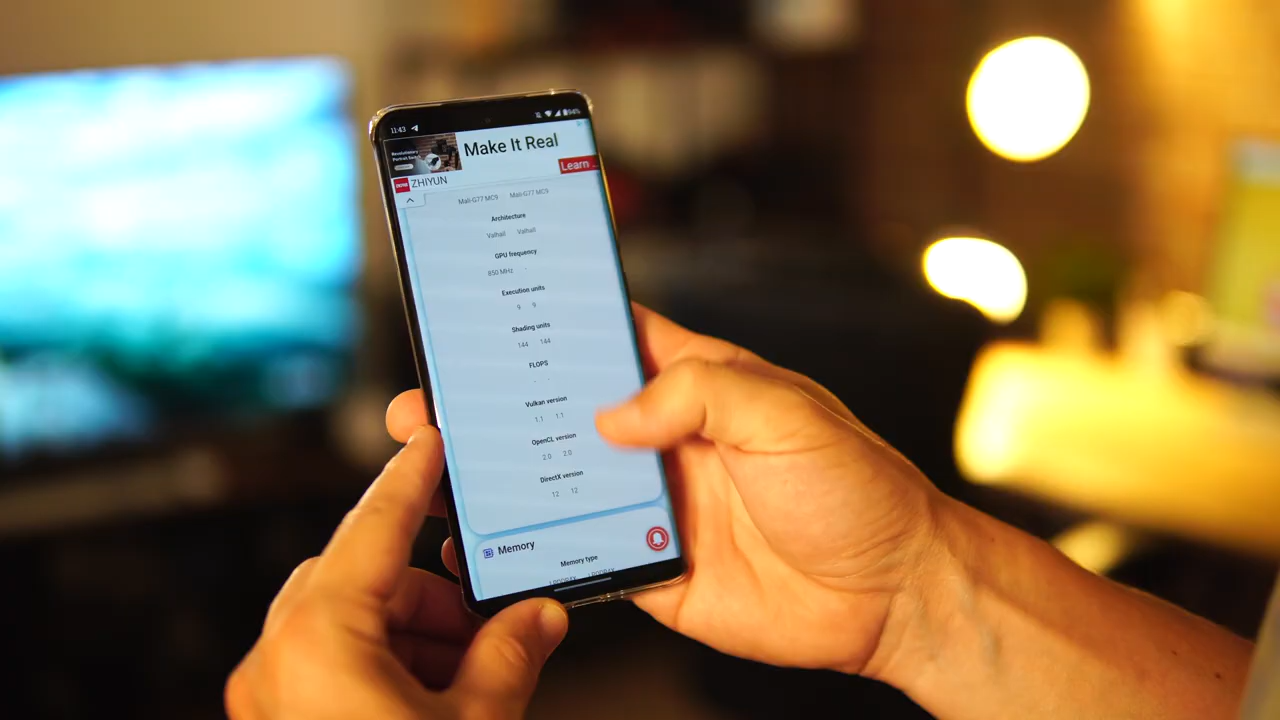 11:43
94%
Make It Real
Revolutionary
Learn
ZHIYUN
Mali-G77 MC9 Mali-G77 MC9
Architecture
Valhall Valhall
GPU frequency
850 MHz -
Execution units
9 9
Shading units
144 144
FLOPS
- -
Vulkan version
1.1 1.1
OpenCL version
2.0 2.0
DirectX version
12 12
Memory
Memory type